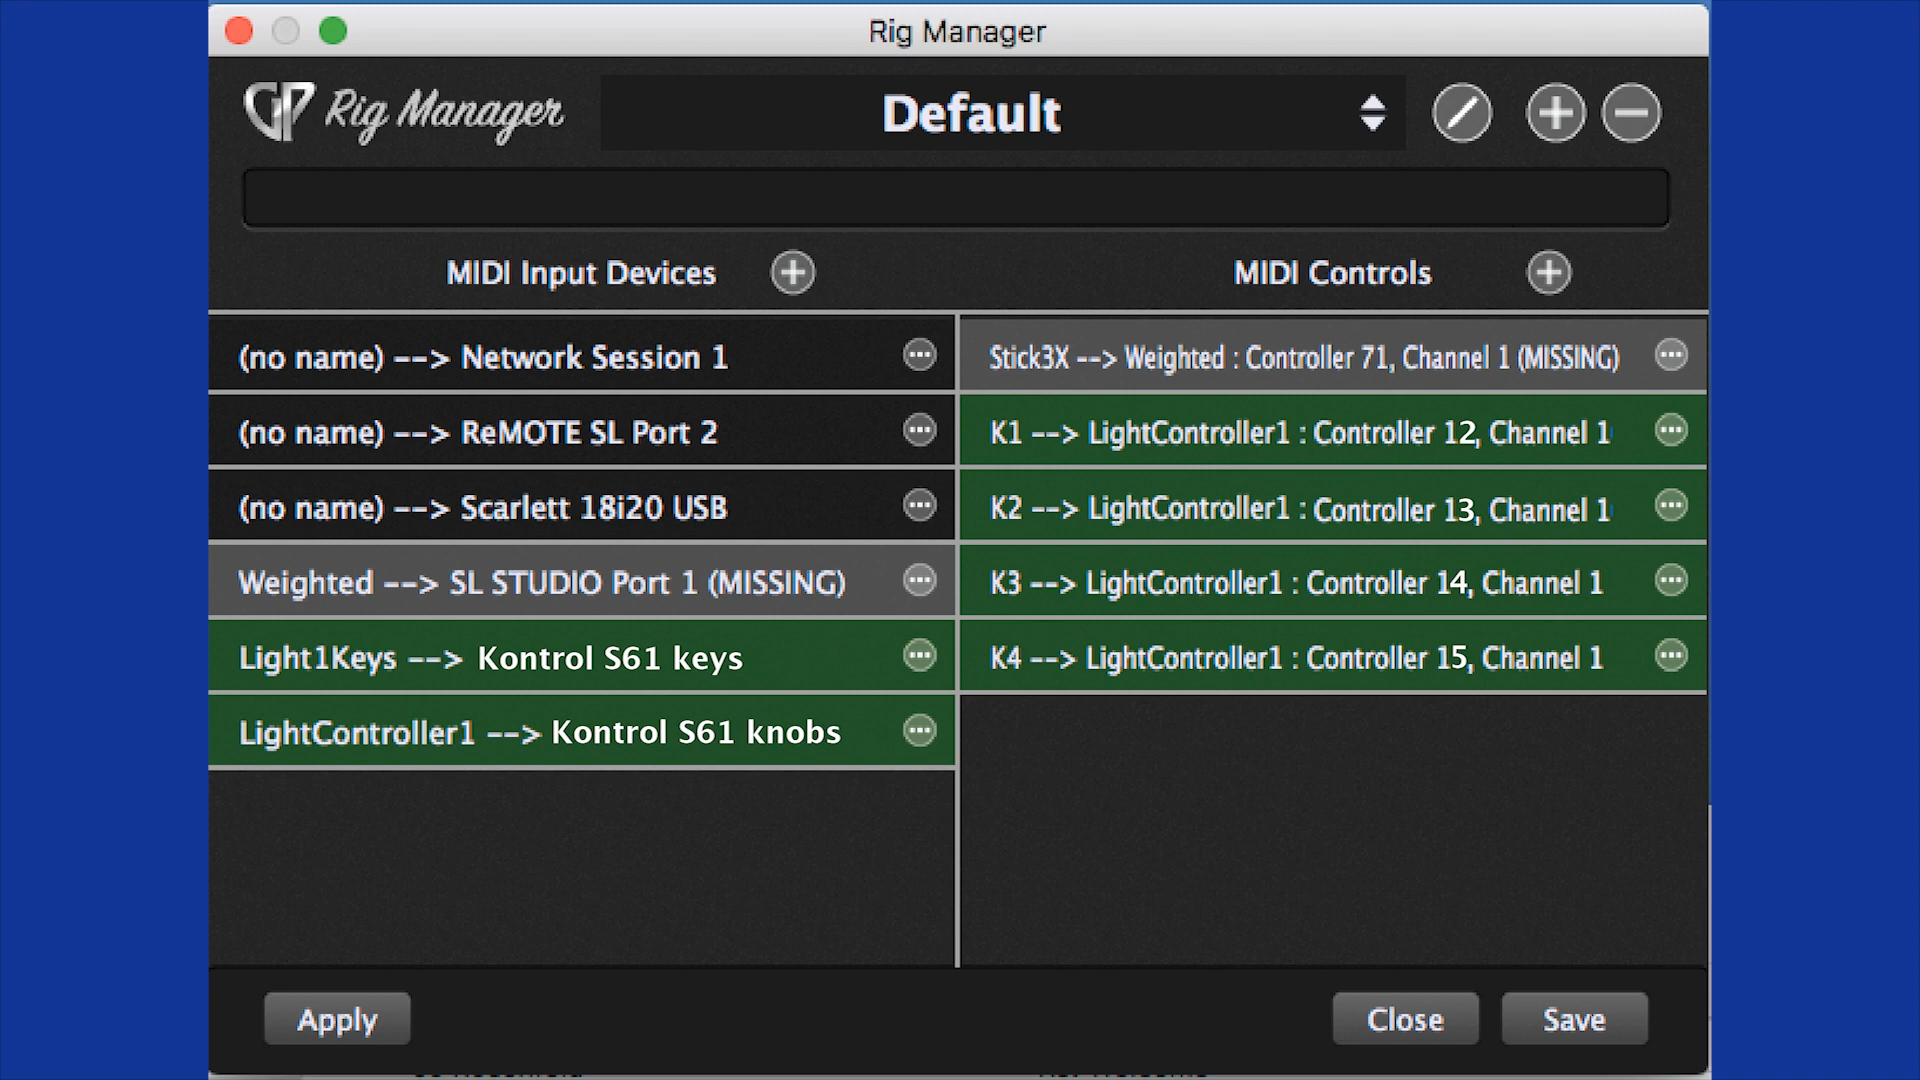 Rig Manager
GP Rig Manager
Default
MIDI Input Devices
MIDI Controls
(no name) --> Network Session 1
Stick3X --> Weighted : Controller 71, Channel 1 (MISSING)
(no name) --> ReMOTE SL Port 2
K1 --> LightController1 : Controller 12, Channel 1
(no name) --> Scarlett 18i20 USB
K2 --> LightController1 : Controller 13, Channel 1
Weighted --> SL STUDIO Port 1 (MISSING)
K3 --> LightController1 : Controller 14, Channel 1
Light1Keys --> Kontrol S61 keys
K4 --> LightController1 : Controller 15, Channel 1
LightController1 --> Kontrol S61 knobs
Apply
Close
Save